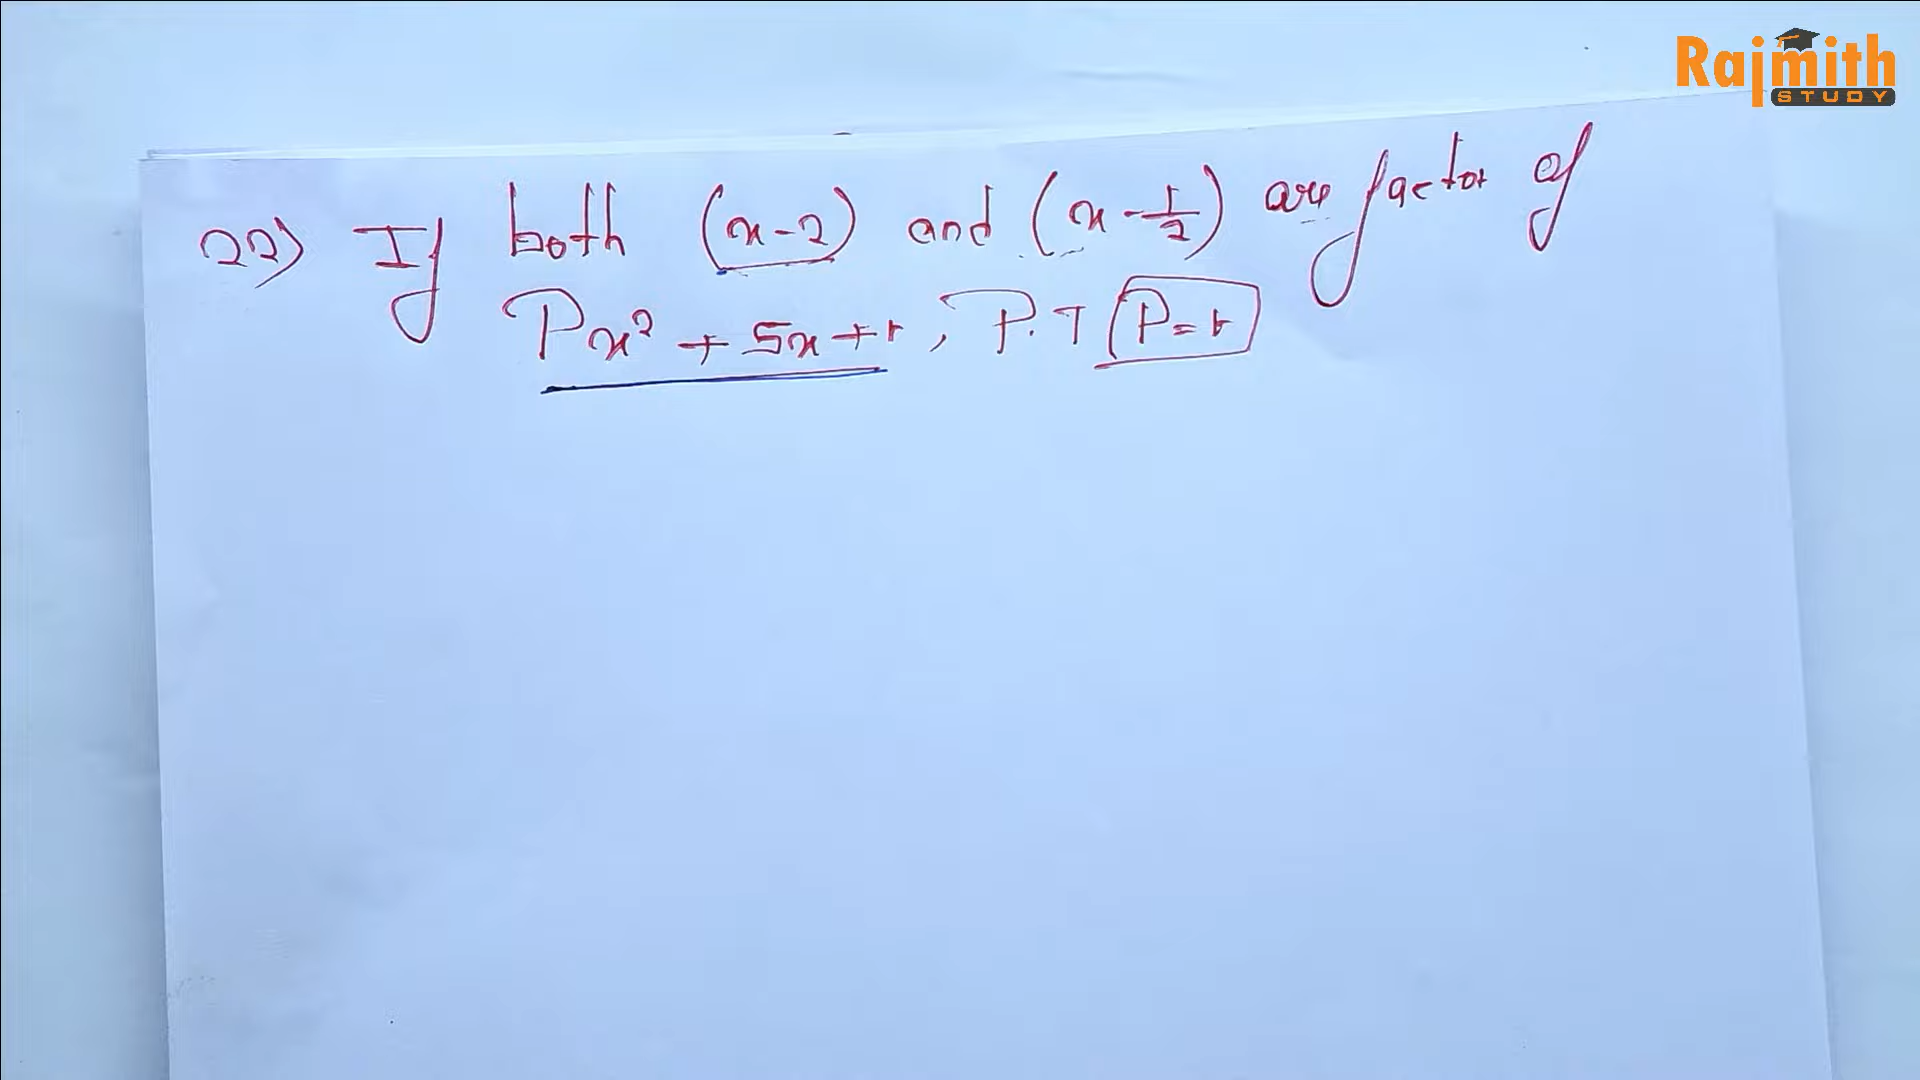 Rajmith
STUDY
22) If both (x-2) and (x-1/2) are factor of
Px² + 5x + r, P.T P=r